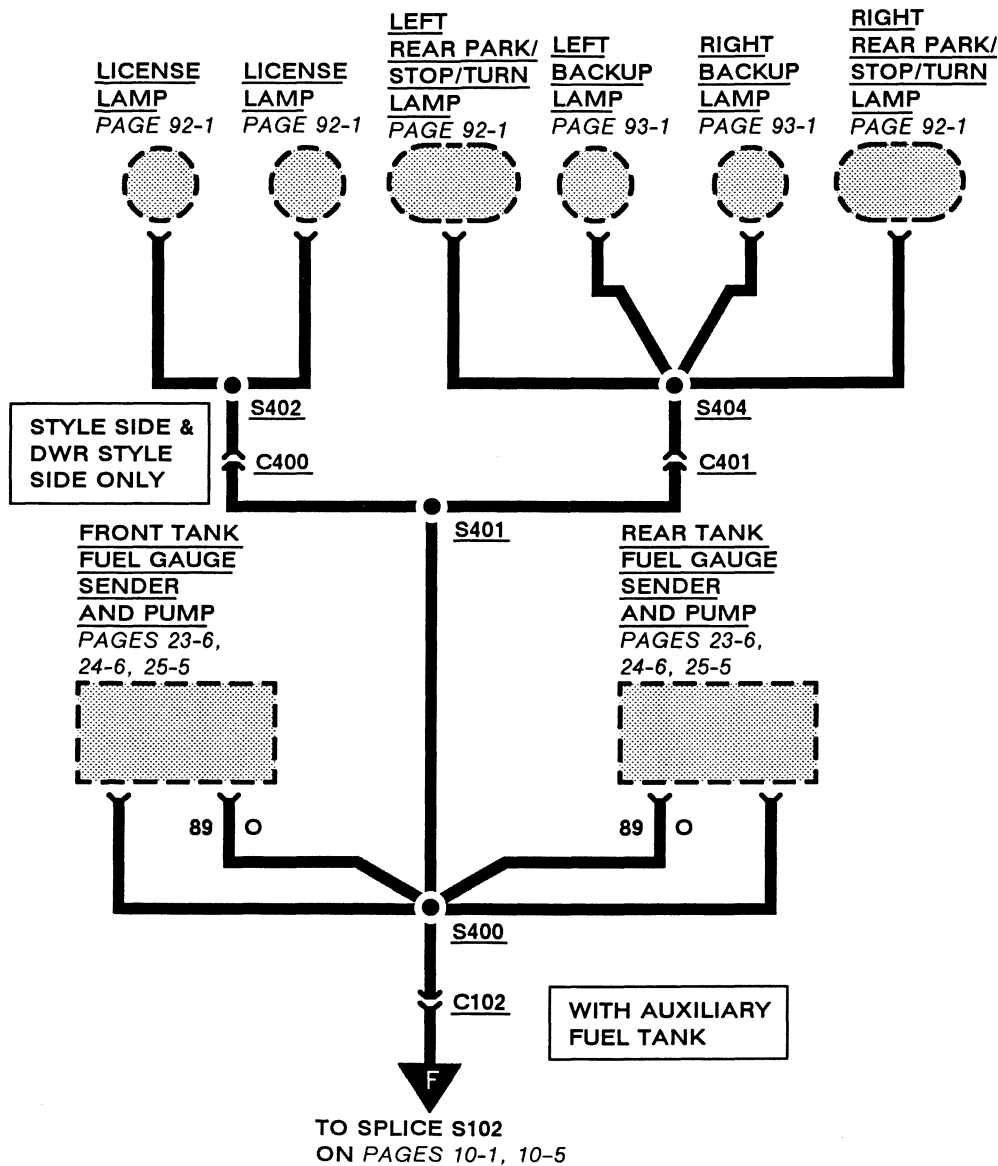 LICENSE
LAMP
PAGE 92-1
LICENSE
LAMP
PAGE 92-1
LEFT
REAR PARK/
STOP/TURN
LAMP
PAGE 92-1
LEFT
BACKUP
LAMP
PAGE 93-1
RIGHT
BACKUP
LAMP
PAGE 93-1
RIGHT
REAR PARK/
STOP/TURN
LAMP
PAGE 92-1
S402
S404
STYLE SIDE &
DWR STYLE
SIDE ONLY
C400
C401
S401
FRONT TANK
FUEL GAUGE
SENDER
AND PUMP
PAGES 23-6,
24-6, 25-5
REAR TANK
FUEL GAUGE
SENDER
AND PUMP
PAGES 23-6,
24-6, 25-5
89 O
89 O
S400
C102
WITH AUXILIARY
FUEL TANK
F
TO SPLICE S102
ON PAGES 10-1, 10-5